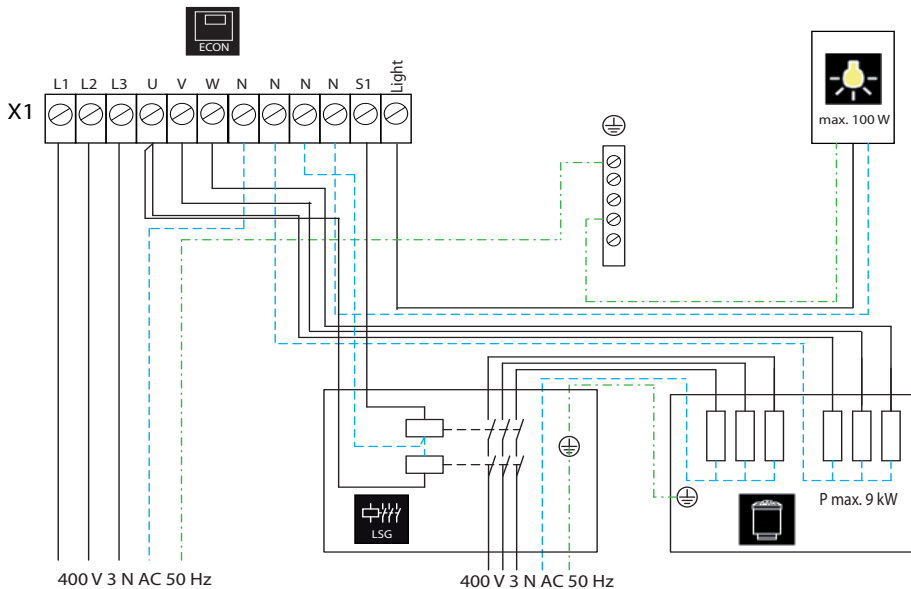 ECON
L1 L2 L3 U V W N N N N S1 Light
X1
max. 100 W
P max. 9 kW
LSG
400 V 3 N AC 50 Hz
400 V 3 N AC 50 Hz